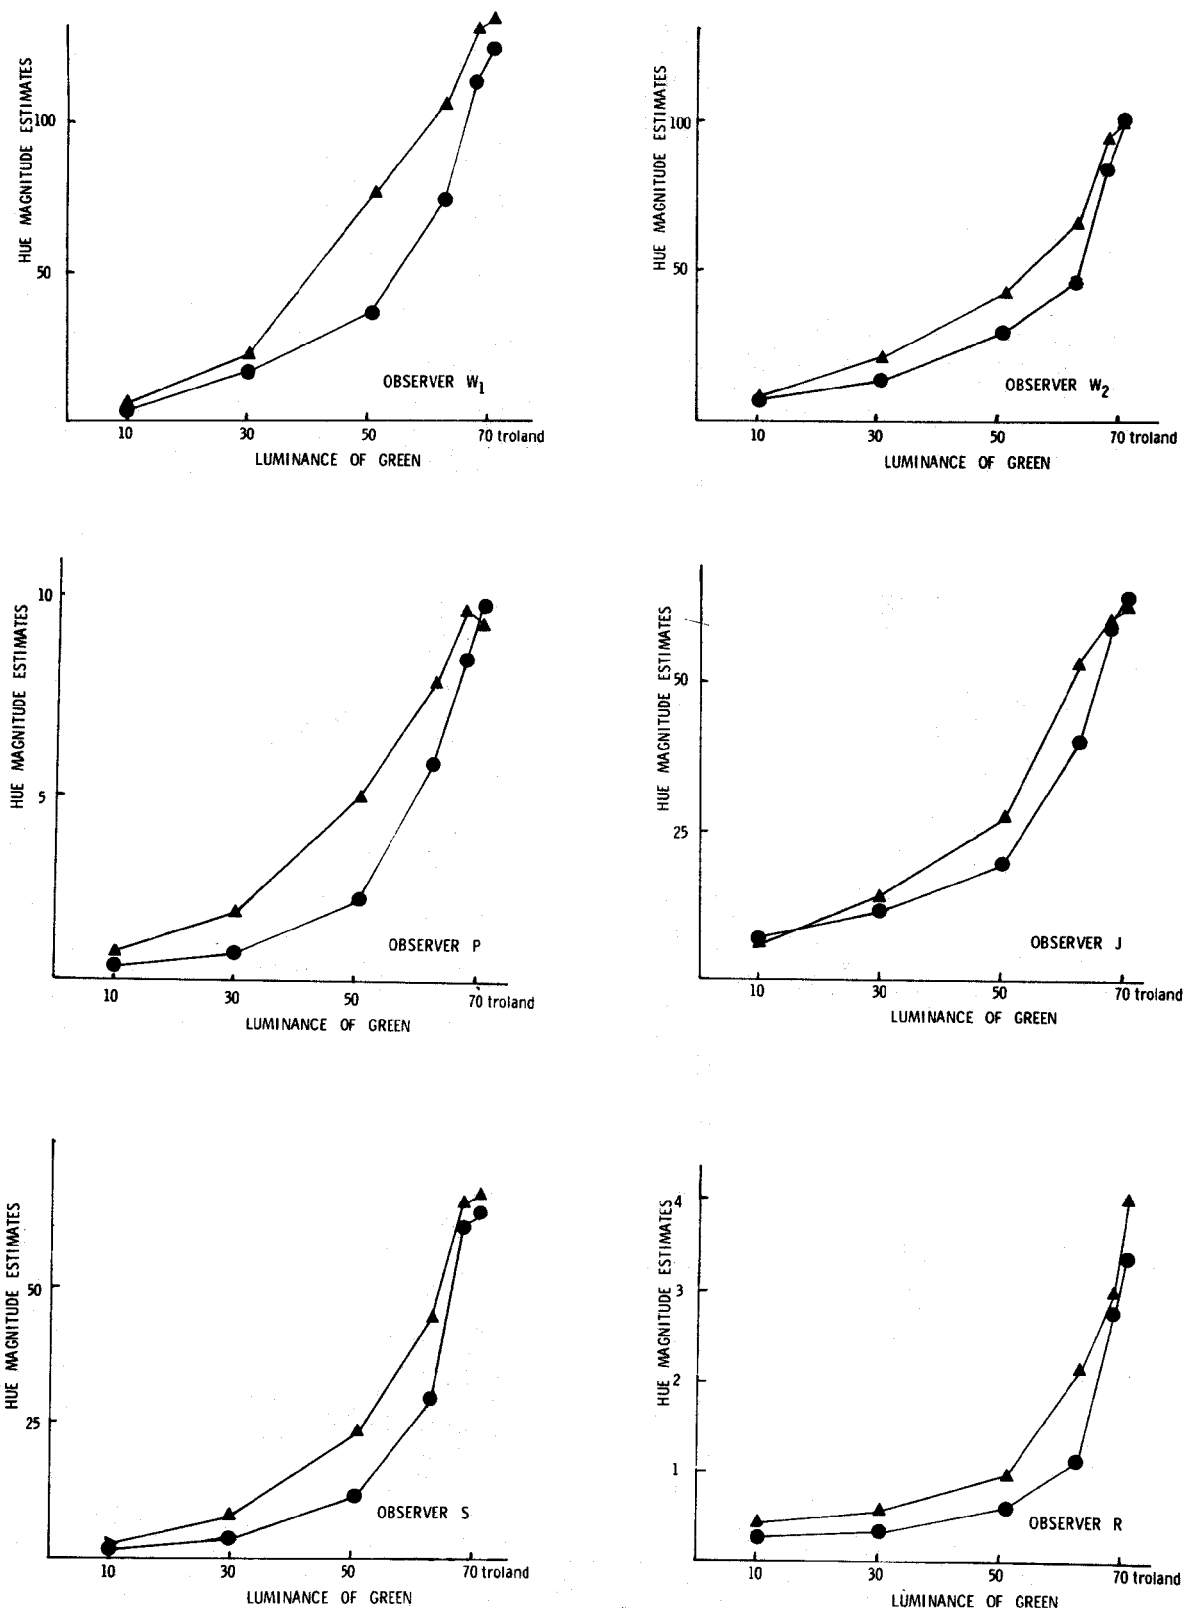 HUE MAGNITUDE ESTIMATES
100
50
OBSERVER W1
10 30 50 70 troland
LUMINANCE OF GREEN
HUE MAGNITUDE ESTIMATES
100
50
OBSERVER W2
10 30 50 70 troland
LUMINANCE OF GREEN
HUE MAGNITUDE ESTIMATES
10
5
OBSERVER P
10 30 50 70 troland
LUMINANCE OF GREEN
HUE MAGNITUDE ESTIMATES
50
25
OBSERVER J
10 30 50 70 troland
LUMINANCE OF GREEN
HUE MAGNITUDE ESTIMATES
50
25
OBSERVER S
10 30 50 70 troland
LUMINANCE OF GREEN
HUE MAGNITUDE ESTIMATES
4
3
2
1
OBSERVER R
10 30 50 70 troland
LUMINANCE OF GREEN